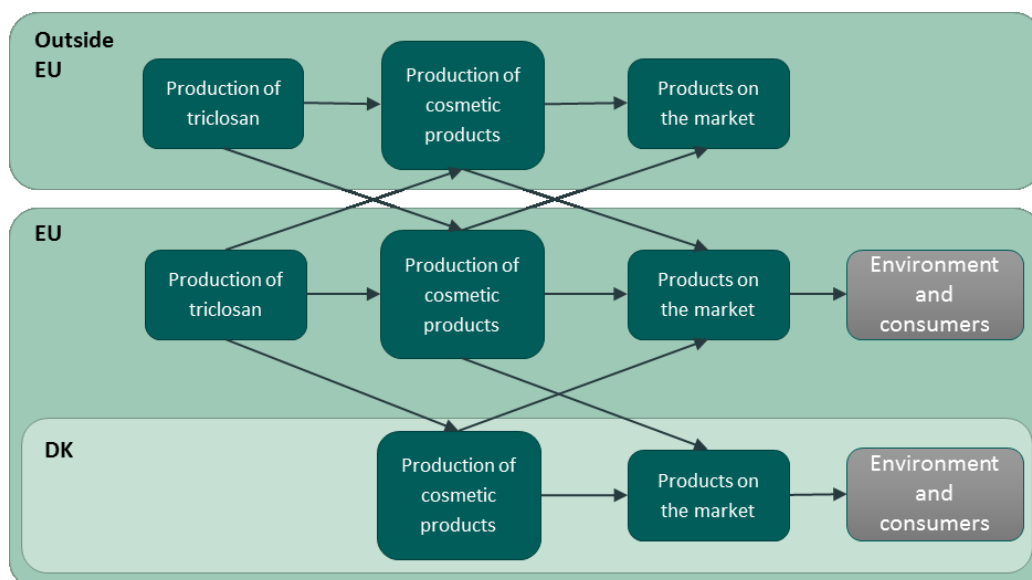 Outside
EU
Production of
triclosan
Production of
cosmetic
products
Products on
the market
EU
Production of
triclosan
Production of
cosmetic
products
Products on
the market
Environment
and
consumers
DK
Production of
cosmetic
products
Products on
the market
Environment
and
consumers